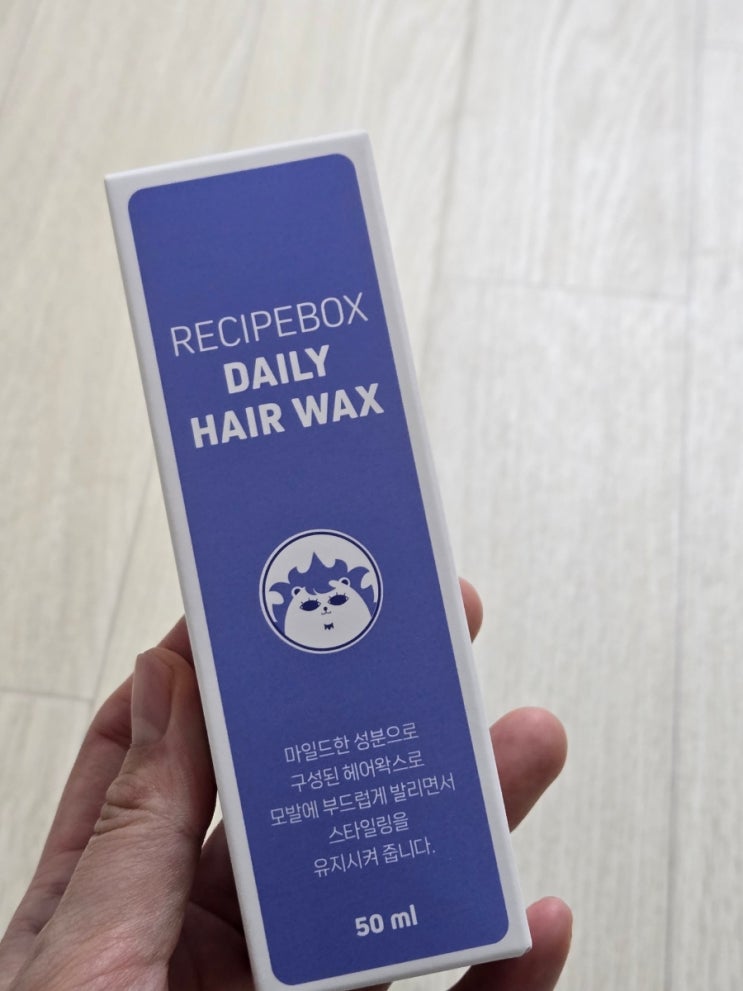 RECIPEBOX
DAILY
HAIR WAX
마일드한 성분으로
구성된 헤어왁스로
모발에 부드럽게 발리면서
스타일링을
유지시켜 줍니다.
50 ml